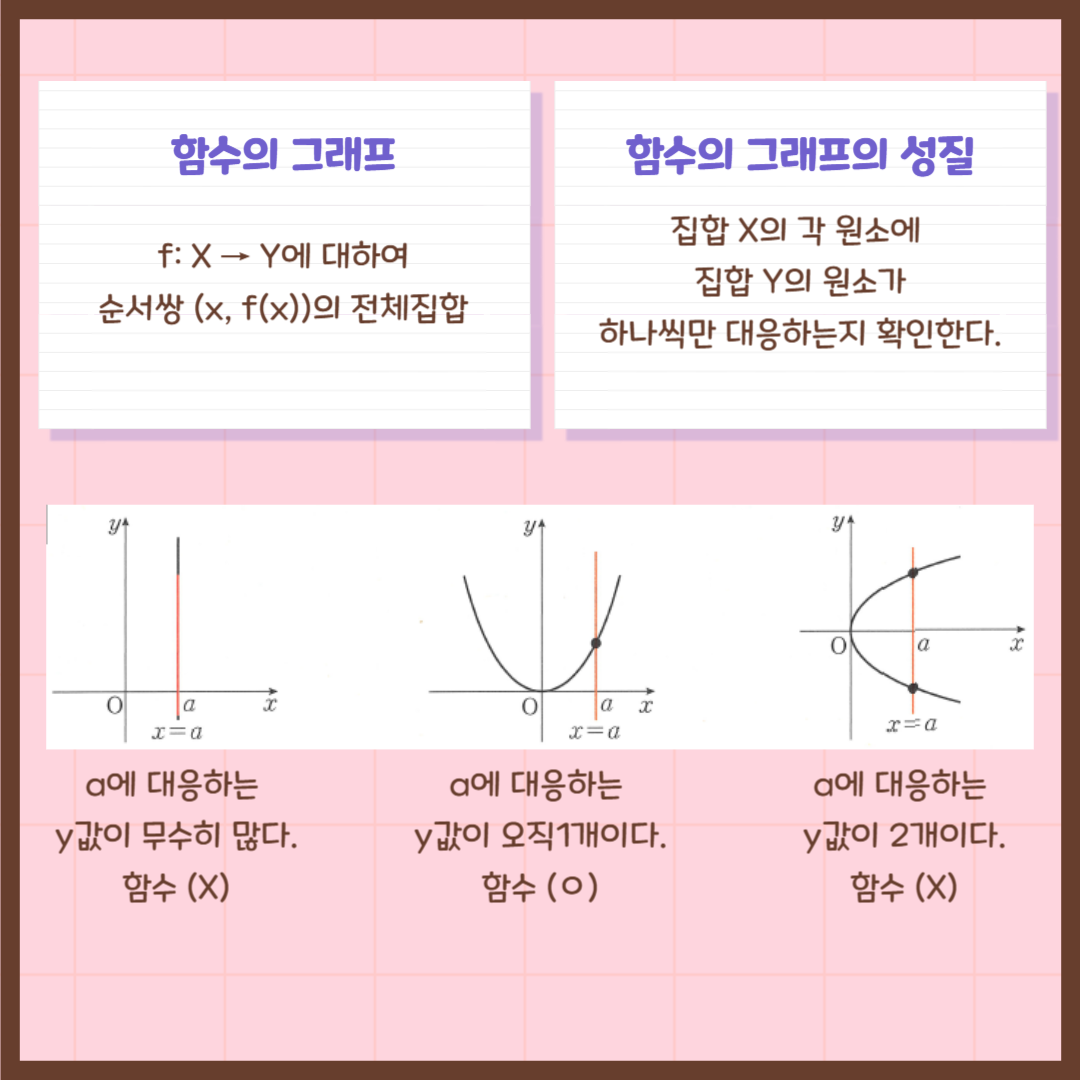 함수의 그래프
f: X → Y에 대하여
순서쌍 (x, f(x))의 전체집합
함수의 그래프의 성질
집합 X의 각 원소에
집합 Y의 원소가
하나씩만 대응하는지 확인한다.
y
O a x
x=a
y
O a x
x=a
y
O a x
x=a
a에 대응하는
y값이 무수히 많다.
함수 (X)
a에 대응하는
y값이 오직1개이다.
함수 (ㅇ)
a에 대응하는
y값이 2개이다.
함수 (X)